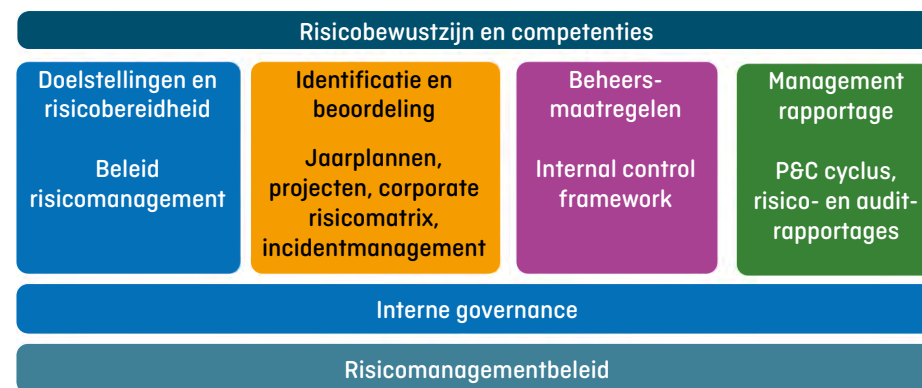 Risicobewustzijn en competenties
Doelstellingen en
risicobereidheid
Beleid
risicomanagement
Identificatie en
beoordeling
Jaarplannen,
projecten, corporate
risicomatrix,
incidentmanagement
Beheers-
maatregelen
Internal control
framework
Management
rapportage
P&C cyclus,
risico- en audit-
rapportages
Interne governance
Risicomanagementbeleid